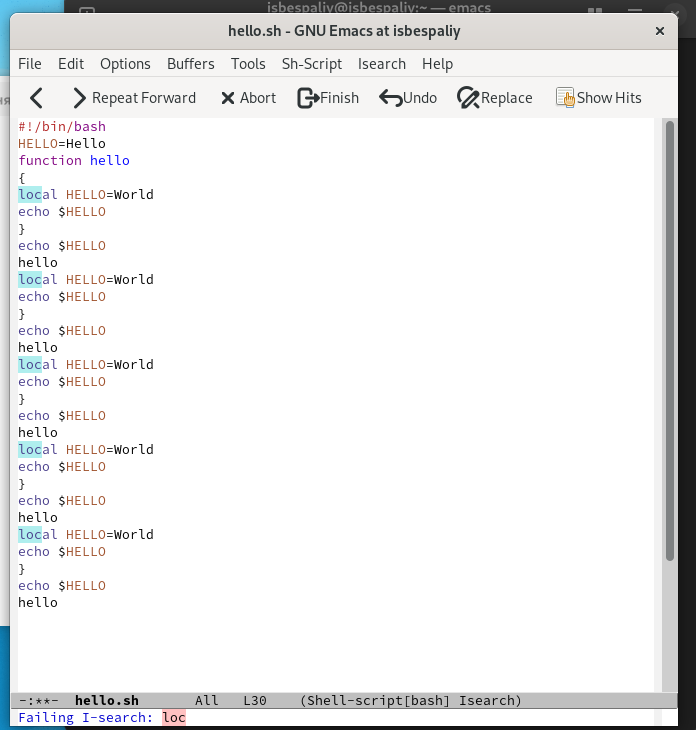 isbespaliy@isbespaliy:~ — emacs
hello.sh - GNU Emacs at isbespaliy
File Edit Options Buffers Tools Sh-Script Isearch Help
Repeat Forward Abort Finish Undo Replace Show Hits
#!/bin/bash
HELLO=Hello
function hello
{
local HELLO=World
echo $HELLO
}
echo $HELLO
hello
local HELLO=World
echo $HELLO
}
echo $HELLO
hello
local HELLO=World
echo $HELLO
}
echo $HELLO
hello
local HELLO=World
echo $HELLO
}
echo $HELLO
hello
local HELLO=World
echo $HELLO
}
echo $HELLO
hello
-:**- hello.sh All L30 (Shell-script[bash] Isearch)
Failing I-search: loc